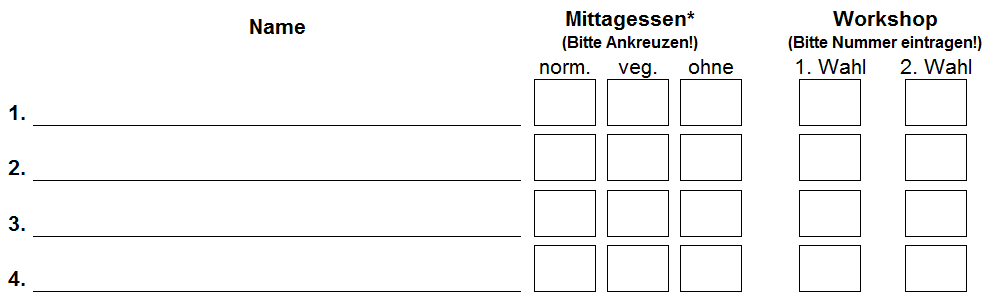 Name Mittagessen* Workshop
(Bitte Ankreuzen!) (Bitte Nummer eintragen!)
norm. veg. ohne 1. Wahl 2. Wahl
1.
2.
3.
4.